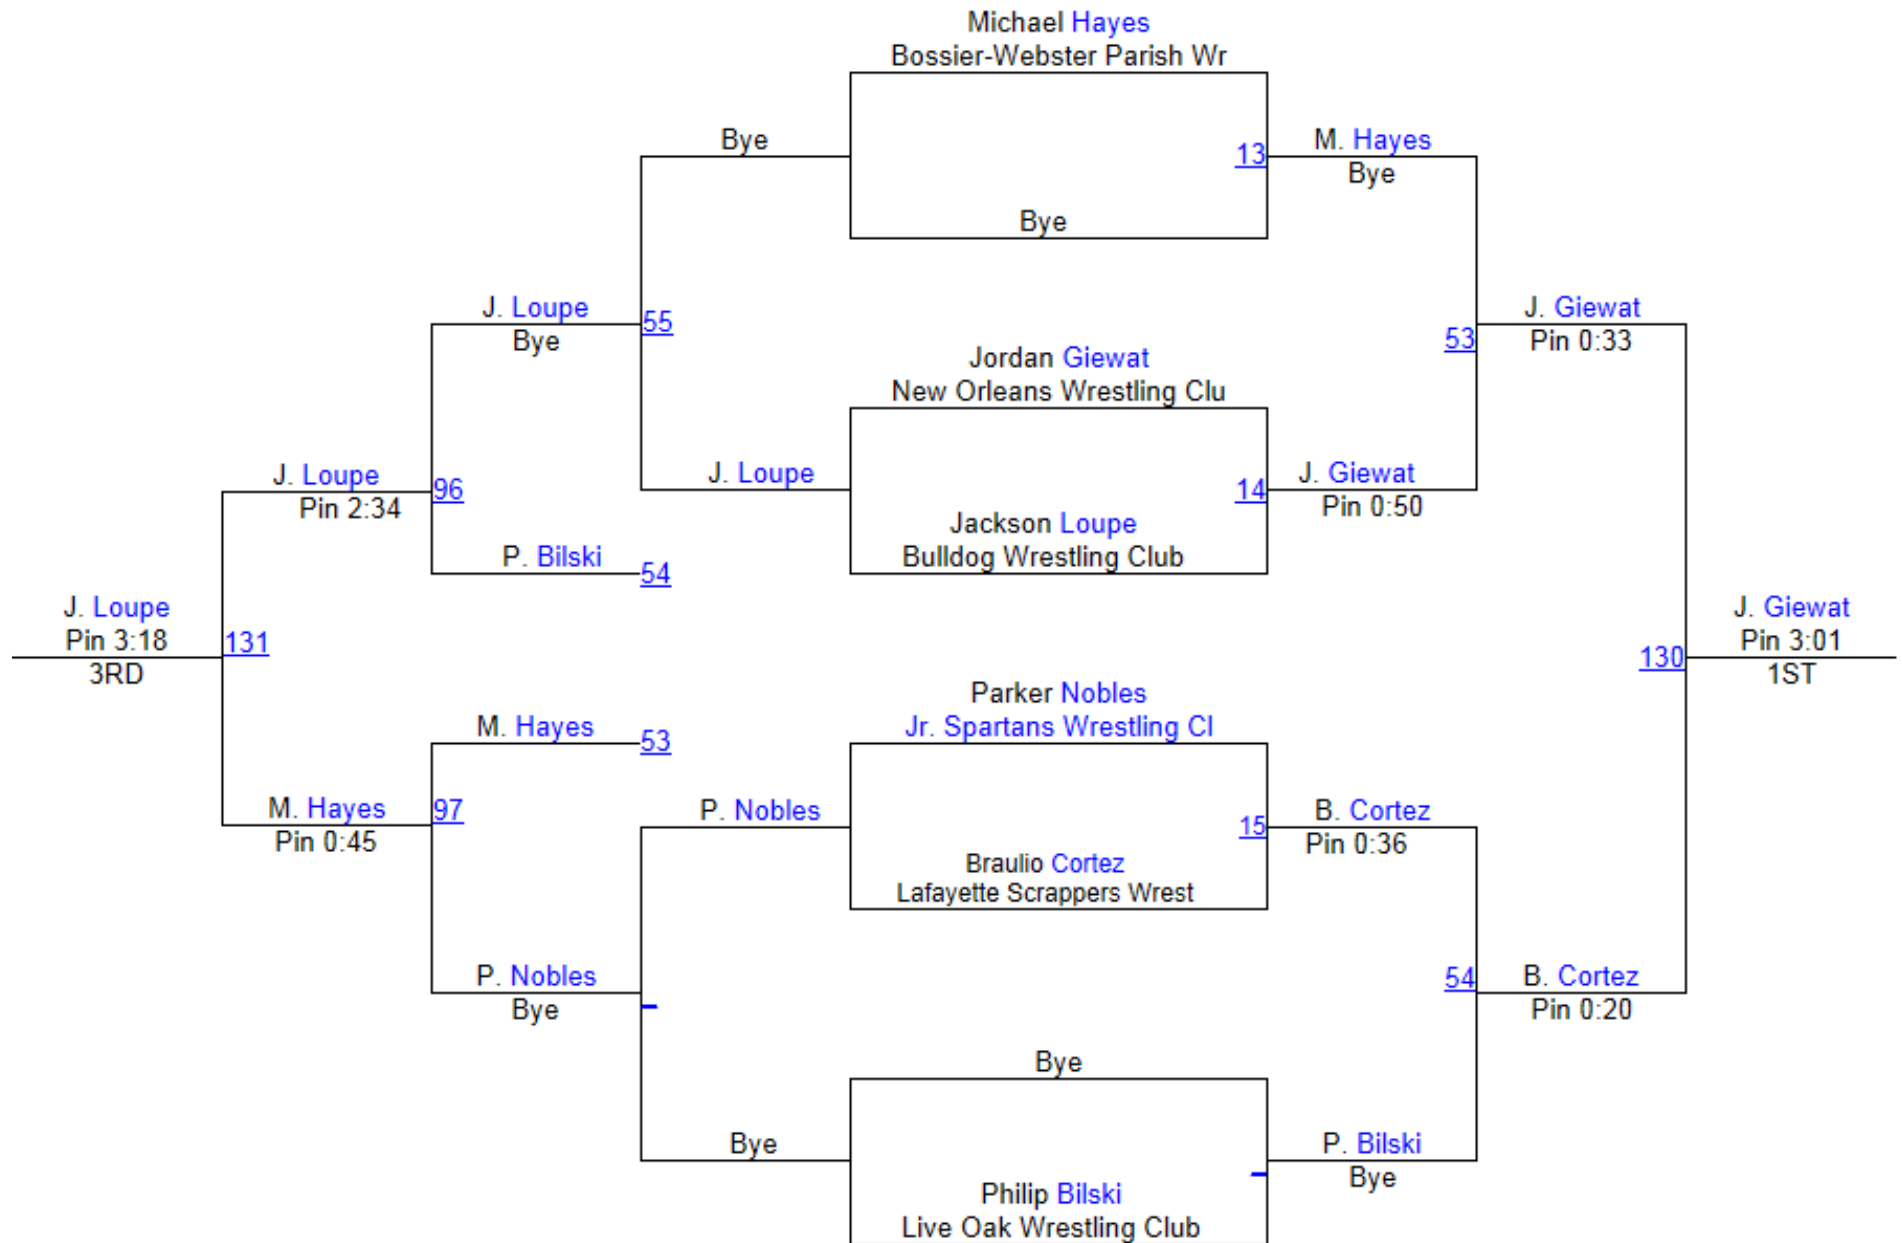 Michael Hayes
Bossier-Webster Parish Wr
Bye
13
M. Hayes
Bye
Bye
J. Loupe
Bye
55
Jordan Giewat
New Orleans Wrestling Clu
53
J. Giewat
Pin 0:33
J. Loupe
Pin 2:34
96
J. Loupe
14
J. Giewat
Pin 0:50
Jackson Loupe
Bulldog Wrestling Club
P. Bilski
54
J. Loupe
Pin 3:18
3RD
131
130
J. Giewat
Pin 3:01
1ST
Parker Nobles
Jr. Spartans Wrestling Cl
M. Hayes
53
M. Hayes
Pin 0:45
97
P. Nobles
15
B. Cortez
Pin 0:36
Braulio Cortez
Lafayette Scrappers Wrest
P. Nobles
Bye
54
B. Cortez
Pin 0:20
Bye
Bye
P. Bilski
Bye
Philip Bilski
Live Oak Wrestling Club